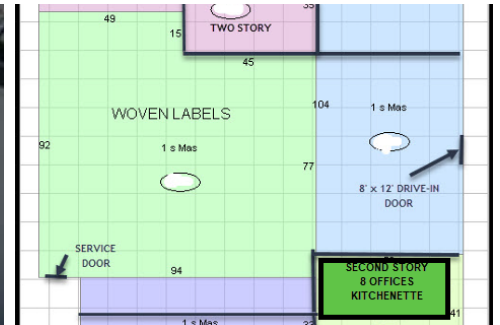 49
35
TWO STORY
15
45
104
WOVEN LABELS
1 s Mas
92
1 s Mas
77
8' x 12' DRIVE-IN
DOOR
SERVICE
DOOR
94
SECOND STORY
8 OFFICES
KITCHENETTE
41
1 s Mas